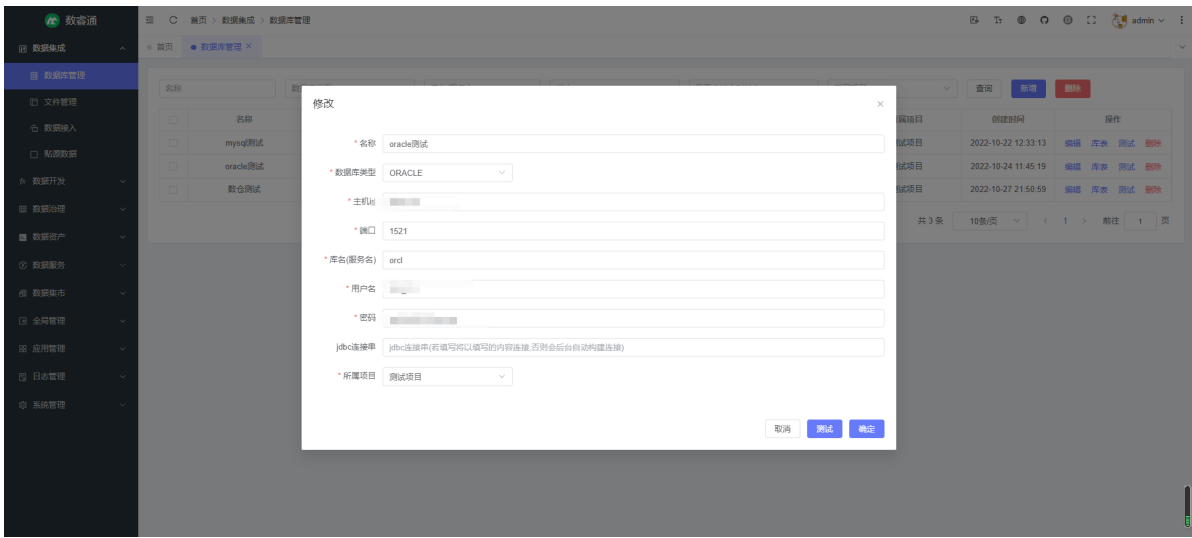 数睿通
首页 > 数据集成 > 数据库管理
admin
数据集成
首页
数据库管理 ×
数据库管理
文件管理
数据接入
贴源数据
数据开发
数据治理
数据资产
数据服务
数据集市
全局管理
应用管理
日志管理
系统管理
名称
查询
新增
删除
名称
属项目
创建时间
操作
mysql测试
试项目
2022-10-22 12:33:13
编辑 库表 测试 删除
oracle测试
试项目
2022-10-24 11:45:19
编辑 库表 测试 删除
数仓测试
试项目
2022-10-27 21:50:59
编辑 库表 测试 删除
共 3 条
10条/页
< 1 >
前往 1 页
修改
×
* 名称 oracle测试
* 数据库类型 ORACLE
* 主机ip
* 端口 1521
* 库名(服务名) orcl
* 用户名
* 密码
jdbc连接串 jdbc连接串(若填写将以填写的内容连接,否则会后台自动构建连接)
* 所属项目 测试项目
取消
测试
确定